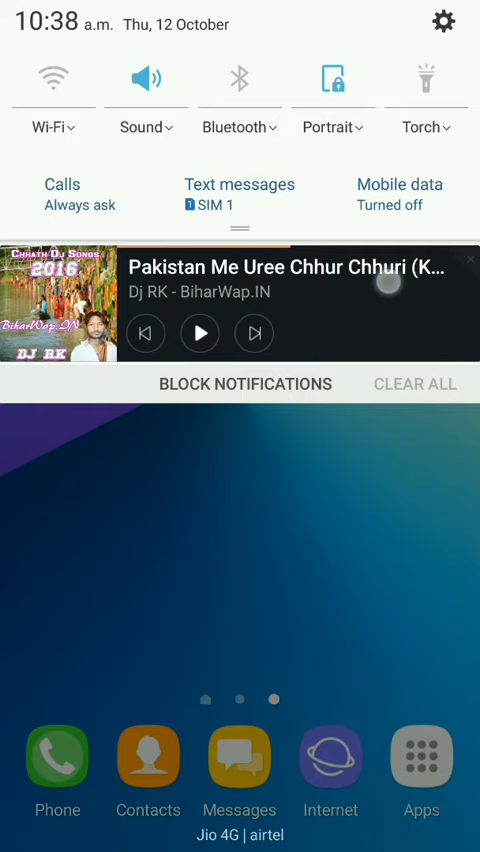 10:38 a.m. Thu, 12 October
Wi-Fi
Sound
Bluetooth
Portrait
Torch
Calls
Always ask
Text messages
1 SIM 1
Mobile data
Turned off
CHHATH DJ SONGS
2016
BiharWap.IN
DJ RK
Pakistan Me Uree Chhur Chhuri (K...
Dj RK - BiharWap.IN
BLOCK NOTIFICATIONS
CLEAR ALL
Phone
Contacts
Messages
Internet
Apps
Jio 4G | airtel